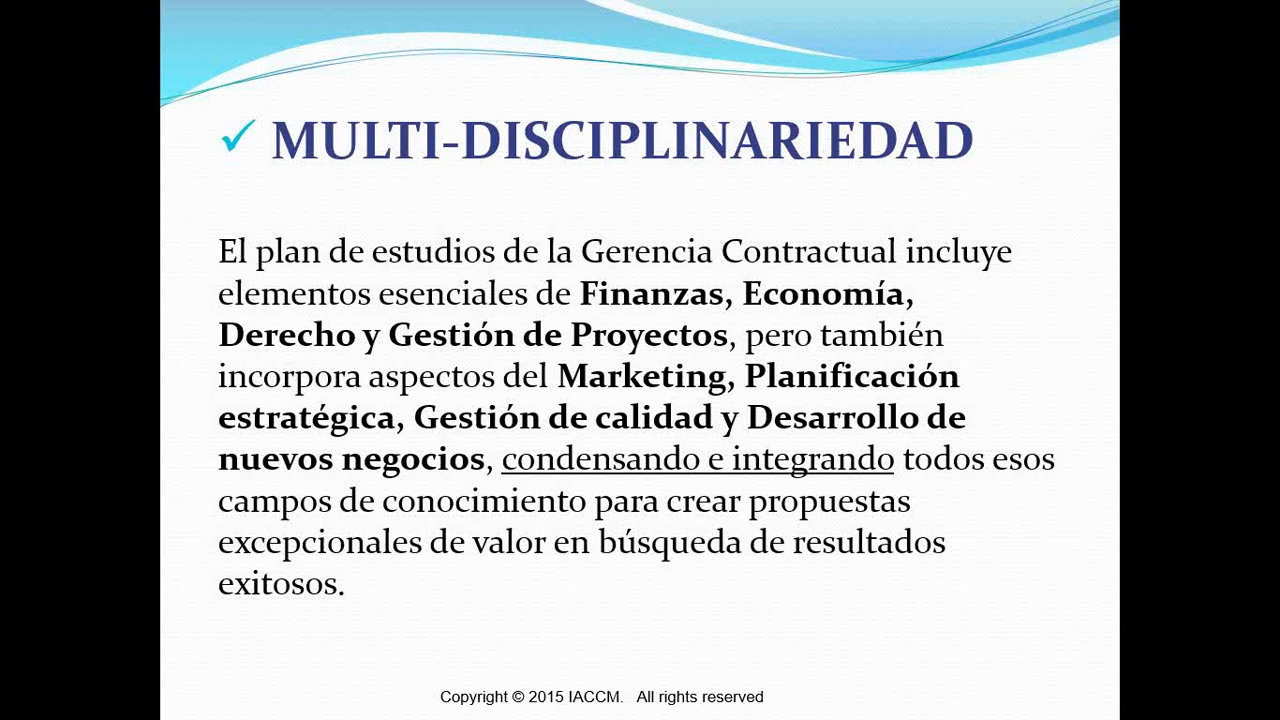 ✓ MULTI-DISCIPLINARIEDAD
El plan de estudios de la Gerencia Contractual incluye
elementos esenciales de Finanzas, Economía,
Derecho y Gestión de Proyectos, pero también
incorpora aspectos del Marketing, Planificación
estratégica, Gestión de calidad y Desarrollo de
nuevos negocios, condensando e integrando todos esos
campos de conocimiento para crear propuestas
excepcionales de valor en búsqueda de resultados
exitosos.
Copyright © 2015 IACCM. All rights reserved